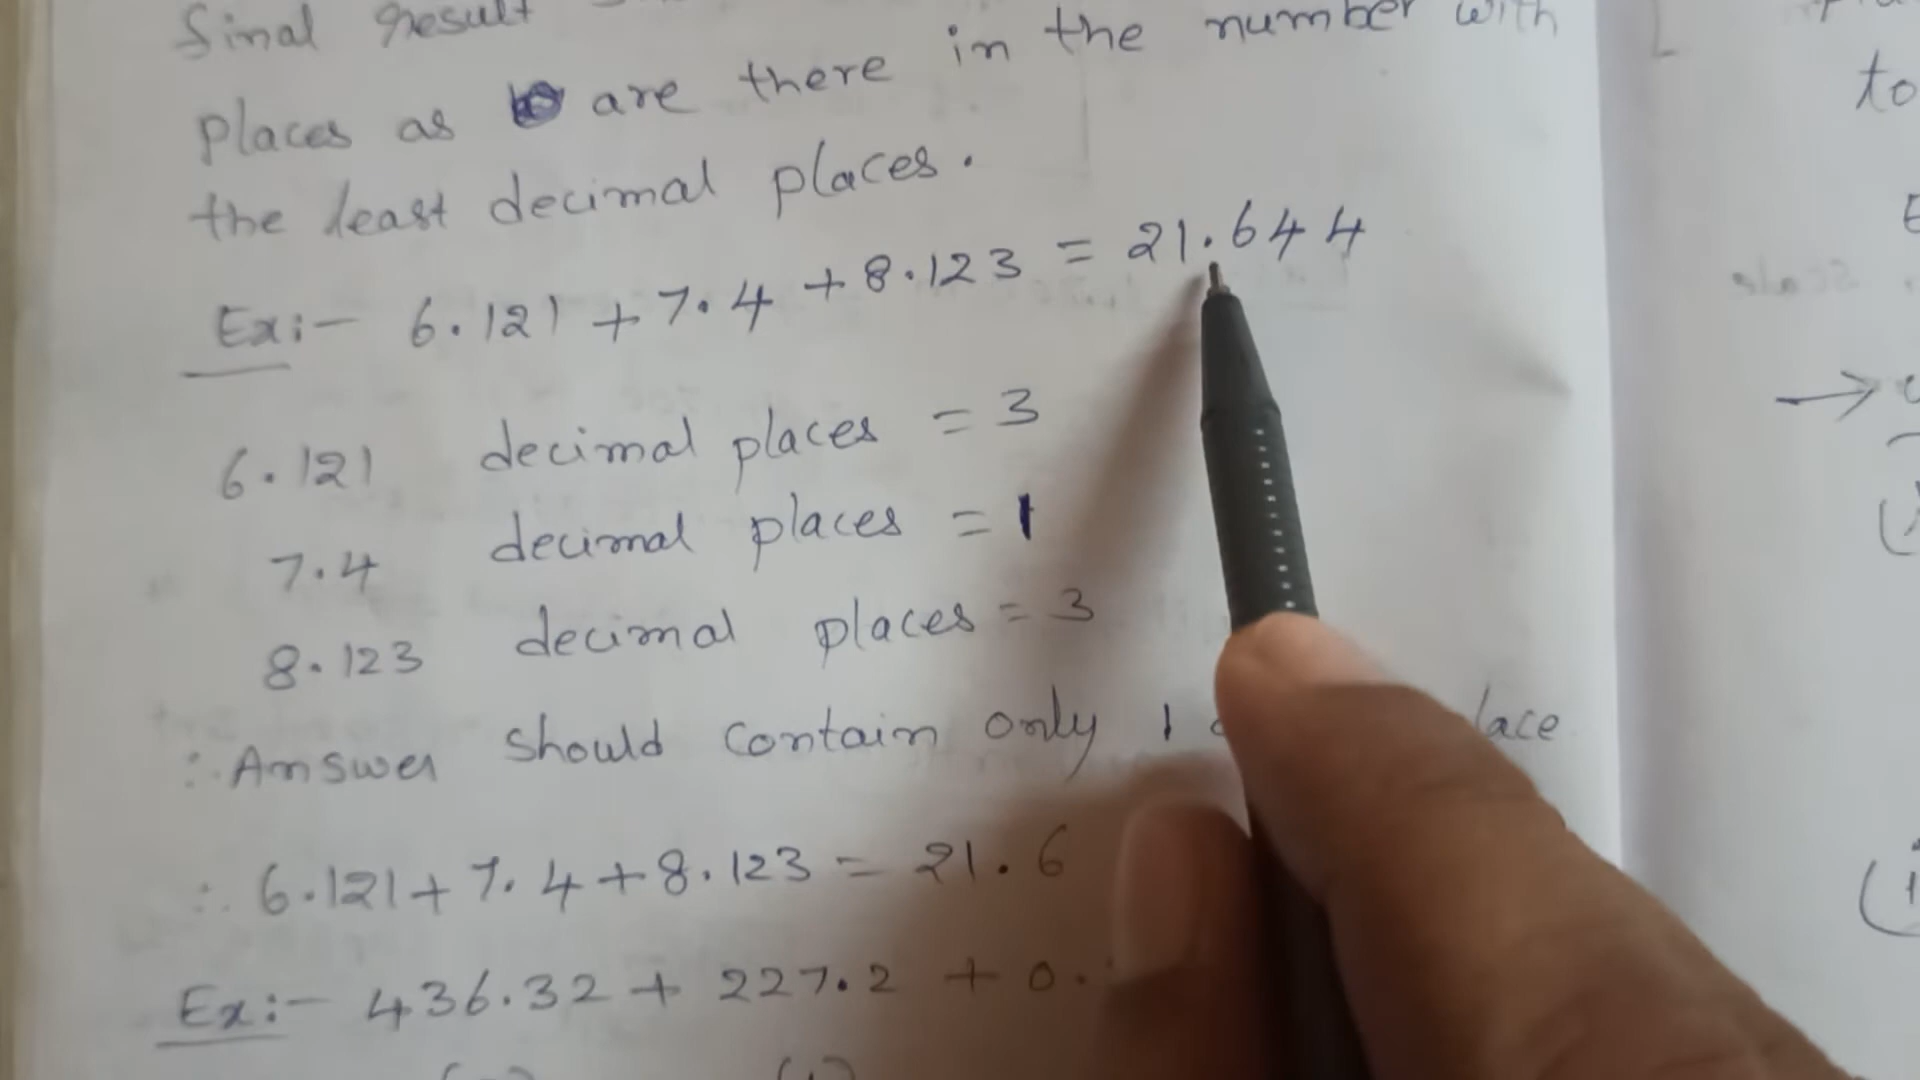 final result
places as are there in the number with
the least decimal places.
Ex:- 6.121 + 7.4 + 8.123 = 21.644
6.121 decimal places = 3
7.4 decimal places = 1
8.123 decimal places = 3
∴ Answer should contain only 1
∴ 6.121 + 7.4 + 8.123 = 21.6
Ex:- 436.32 + 227.2 + 0.
to